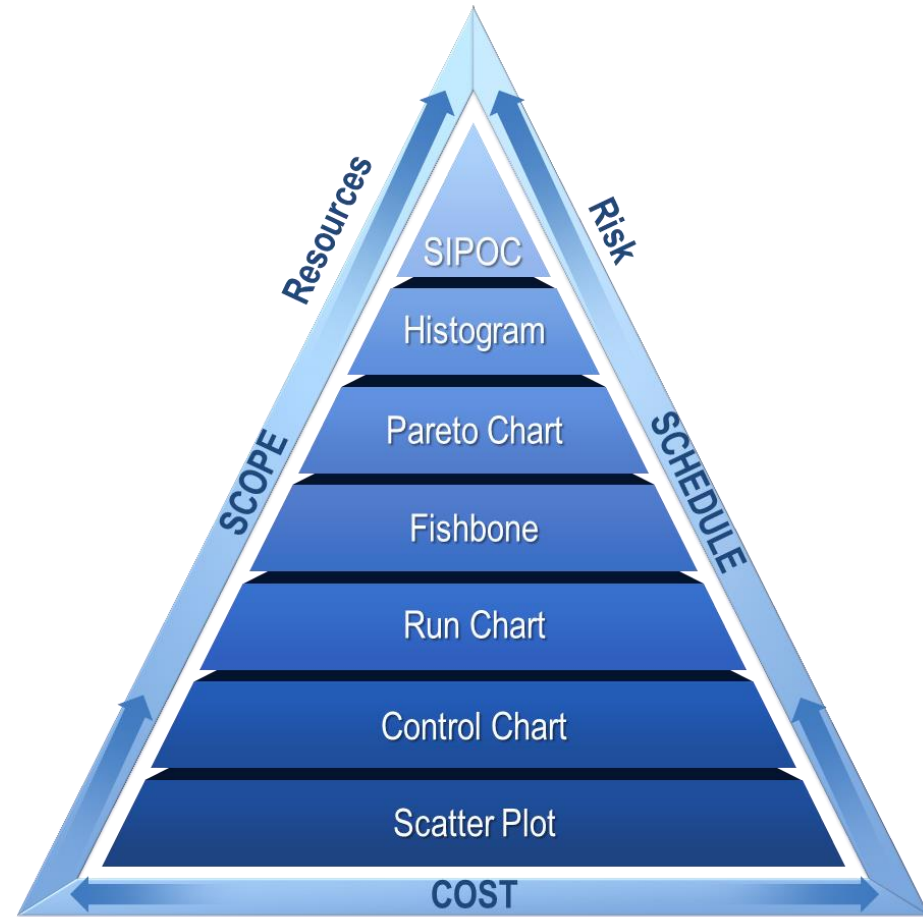 Resources
Risk
SIPOC
Histogram
Pareto Chart
SCOPE
SCHEDULE
Fishbone
Run Chart
Control Chart
Scatter Plot
COST